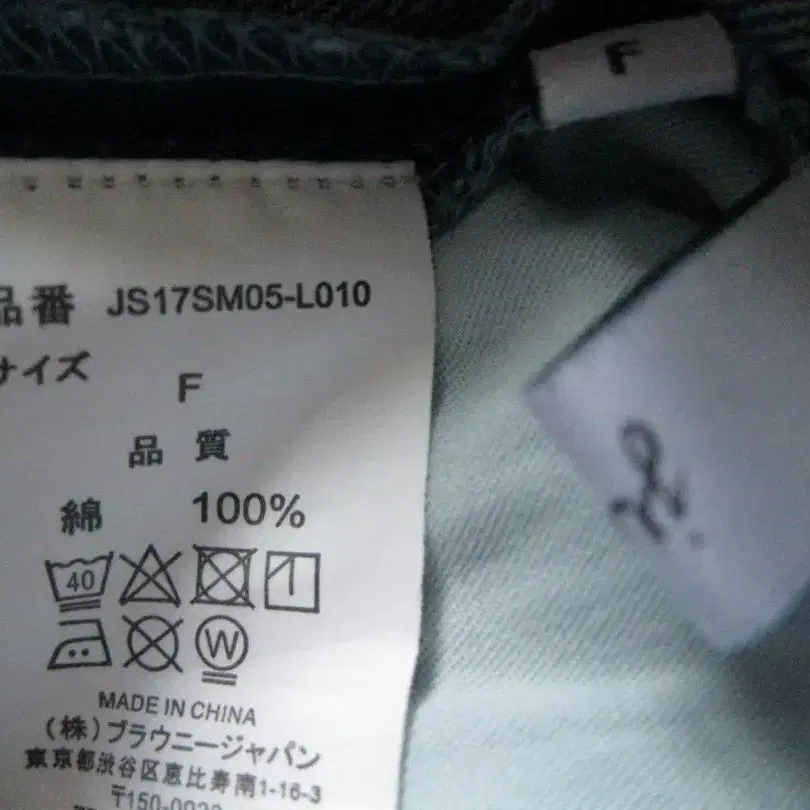 F
品番 JS17SM05-L010
サイズ F
品質
綿 100%
40
W
MADE IN CHINA
(株)ブラウニージャパン
東京都渋谷区恵比寿南1-16-3